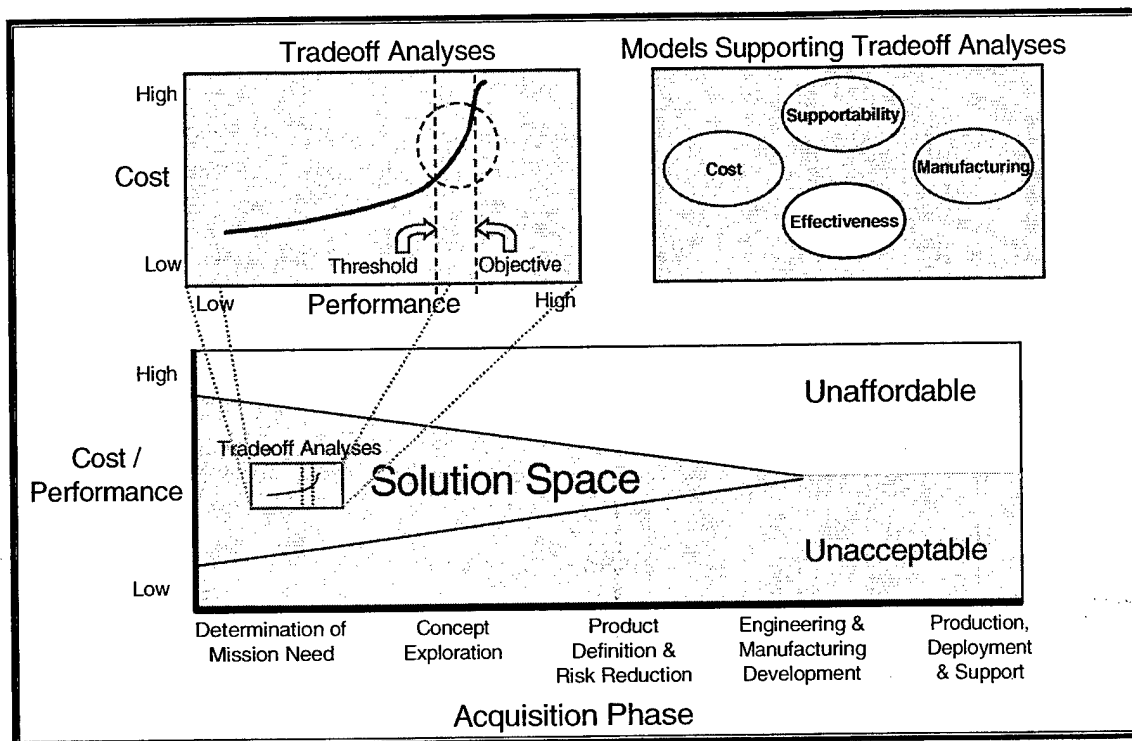 Tradeoff Analyses
High
Cost
Low
Threshold
Objective
Low
Performance
High
Models Supporting Tradeoff Analyses
Supportability
Cost
Manufacturing
Effectiveness
High
Cost /
Performance
Low
Tradeoff Analyses
Solution Space
Unaffordable
Unacceptable
Determination of
Mission Need
Concept
Exploration
Product
Definition &
Risk Reduction
Engineering &
Manufacturing
Development
Production,
Deployment
& Support
Acquisition Phase